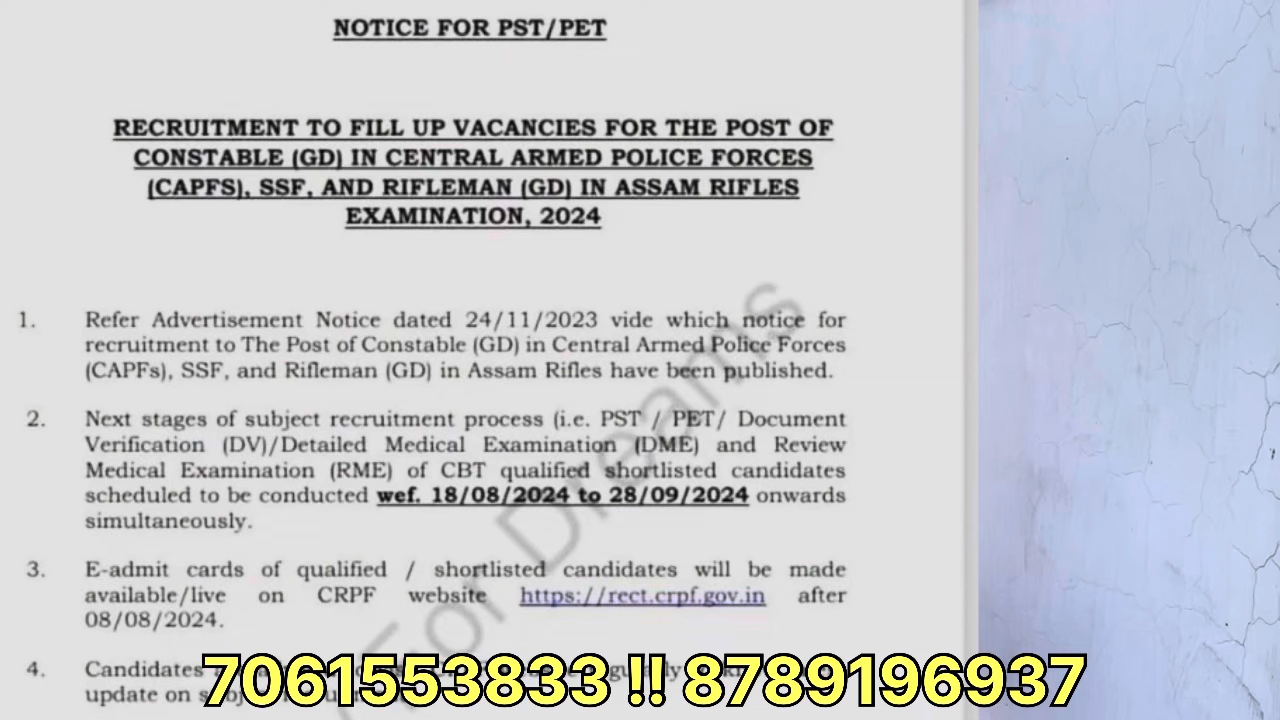 NOTICE FOR PST/PET
RECRUITMENT TO FILL UP VACANCIES FOR THE POST OF
CONSTABLE (GD) IN CENTRAL ARMED POLICE FORCES
(CAPFS), SSF, AND RIFLEMAN (GD) IN ASSAM RIFLES
EXAMINATION, 2024
1. Refer Advertisement Notice dated 24/11/2023 vide which notice for
recruitment to The Post of Constable (GD) in Central Armed Police Forces
(CAPFs), SSF, and Rifleman (GD) in Assam Rifles have been published.
2. Next stages of subject recruitment process (i.e. PST / PET/ Document
Verification (DV)/Detailed Medical Examination (DME) and Review
Medical Examination (RME) of CBT qualified shortlisted candidates
scheduled to be conducted wef. 18/08/2024 to 28/09/2024 onwards
simultaneously.
3. E-admit cards of qualified / shortlisted candidates will be made
available/live on CRPF website https://rect.crpf.gov.in after
08/08/2024.
4. Candidates
update on
For Dreams
7061553833 !! 8789196937